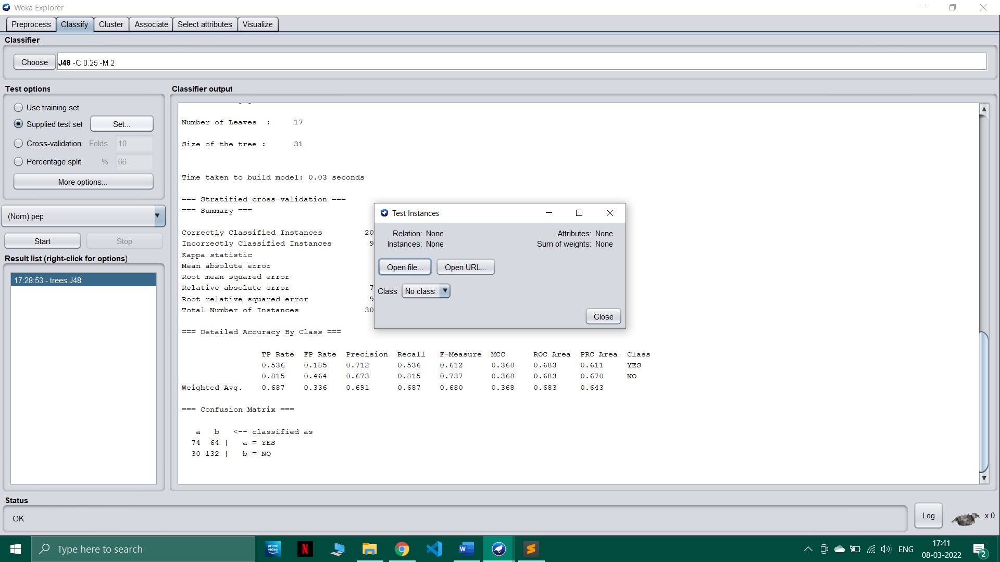 Weka Explorer
Preprocess Classify Cluster Associate Select attributes Visualize
Classifier
Choose J48 -C 0.25 -M 2
Test options
Use training set
Supplied test set Set...
Cross-validation Folds 10
Percentage split % 66
More options...
(Nom) pep
Start Stop
Result list (right-click for options)
17:28:53 - trees.J48
Classifier output
Number of Leaves : 17
Size of the tree : 31
Time taken to build model: 0.03 seconds
=== Stratified cross-validation ===
=== Summary ===
Correctly Classified Instances 20
Incorrectly Classified Instances 9
Kappa statistic
Mean absolute error
Root mean squared error
Relative absolute error 7
Root relative squared error 9
Total Number of Instances 30
=== Detailed Accuracy By Class ===
TP Rate FP Rate Precision Recall F-Measure MCC ROC Area PRC Area Class
0.536 0.185 0.712 0.536 0.612 0.368 0.683 0.611 YES
0.815 0.464 0.673 0.815 0.737 0.368 0.683 0.670 NO
Weighted Avg. 0.687 0.336 0.691 0.687 0.680 0.368 0.683 0.643
=== Confusion Matrix ===
a b <-- classified as
74 64 | a = YES
30 132 | b = NO
Test Instances
Relation: None Attributes: None
Instances: None Sum of weights: None
Open file... Open URL...
Class No class
Close
Status
OK
Log x 0
Type here to search
prime video
N
W
S
ENG
17:41
08-03-2022
2